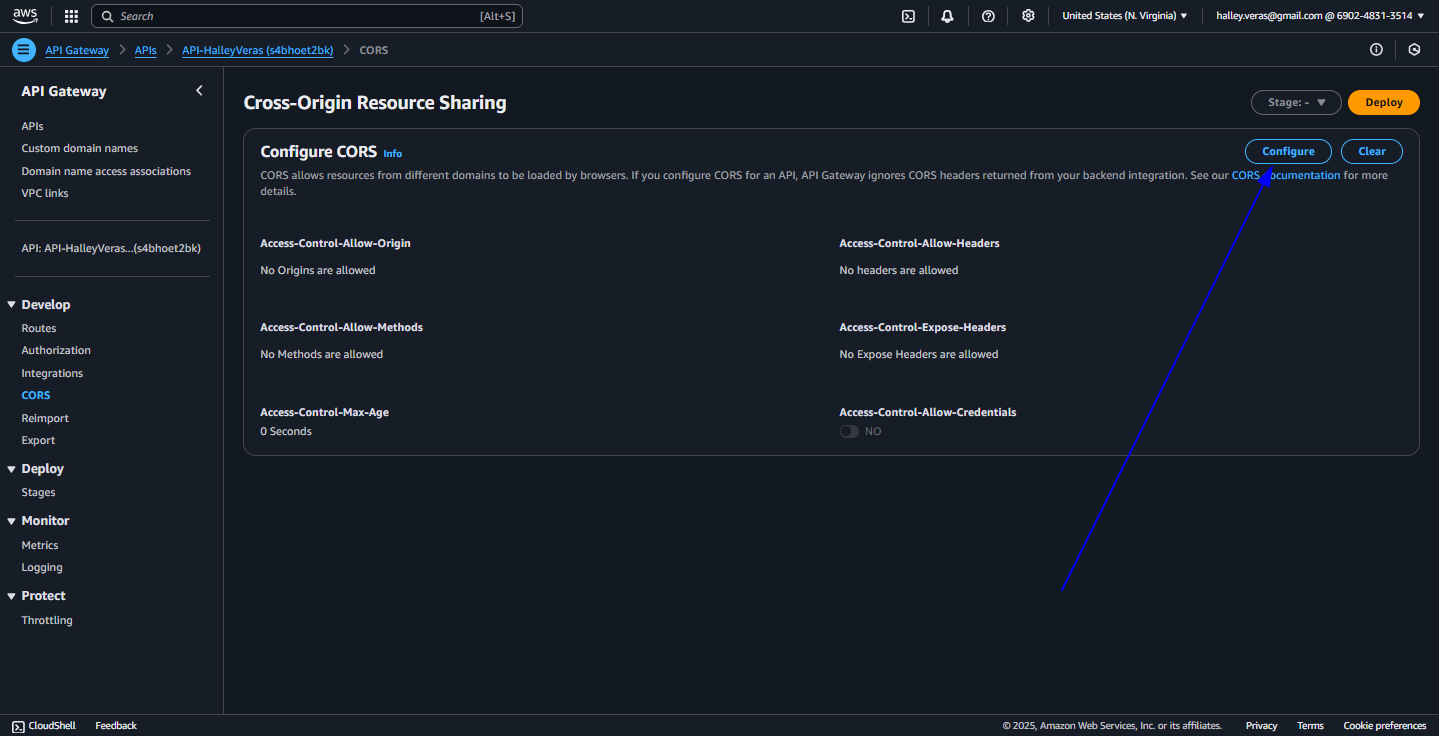 aws
Search [Alt+S]
United States (N. Virginia)
halley.veras@gmail.com @ 6902-4831-3514
API Gateway
APIs
API-HalleyVeras (s4bhoet2bk)
CORS
API Gateway
APIs
Custom domain names
Domain name access associations
VPC links
API: API-HalleyVeras...(s4bhoet2bk)
Develop
Routes
Authorization
Integrations
CORS
Reimport
Export
Deploy
Stages
Monitor
Metrics
Logging
Protect
Throttling
Cross-Origin Resource Sharing
Stage: -
Deploy
Configure CORS Info
Configure
Clear
CORS allows resources from different domains to be loaded by browsers. If you configure CORS for an API, API Gateway ignores CORS headers returned from your backend integration. See our CORS documentation for more
details.
Access-Control-Allow-Origin
No Origins are allowed
Access-Control-Allow-Headers
No headers are allowed
Access-Control-Allow-Methods
No Methods are allowed
Access-Control-Expose-Headers
No Expose Headers are allowed
Access-Control-Max-Age
0 Seconds
Access-Control-Allow-Credentials
NO
CloudShell
Feedback
© 2025, Amazon Web Services, Inc. or its affiliates.
Privacy
Terms
Cookie preferences